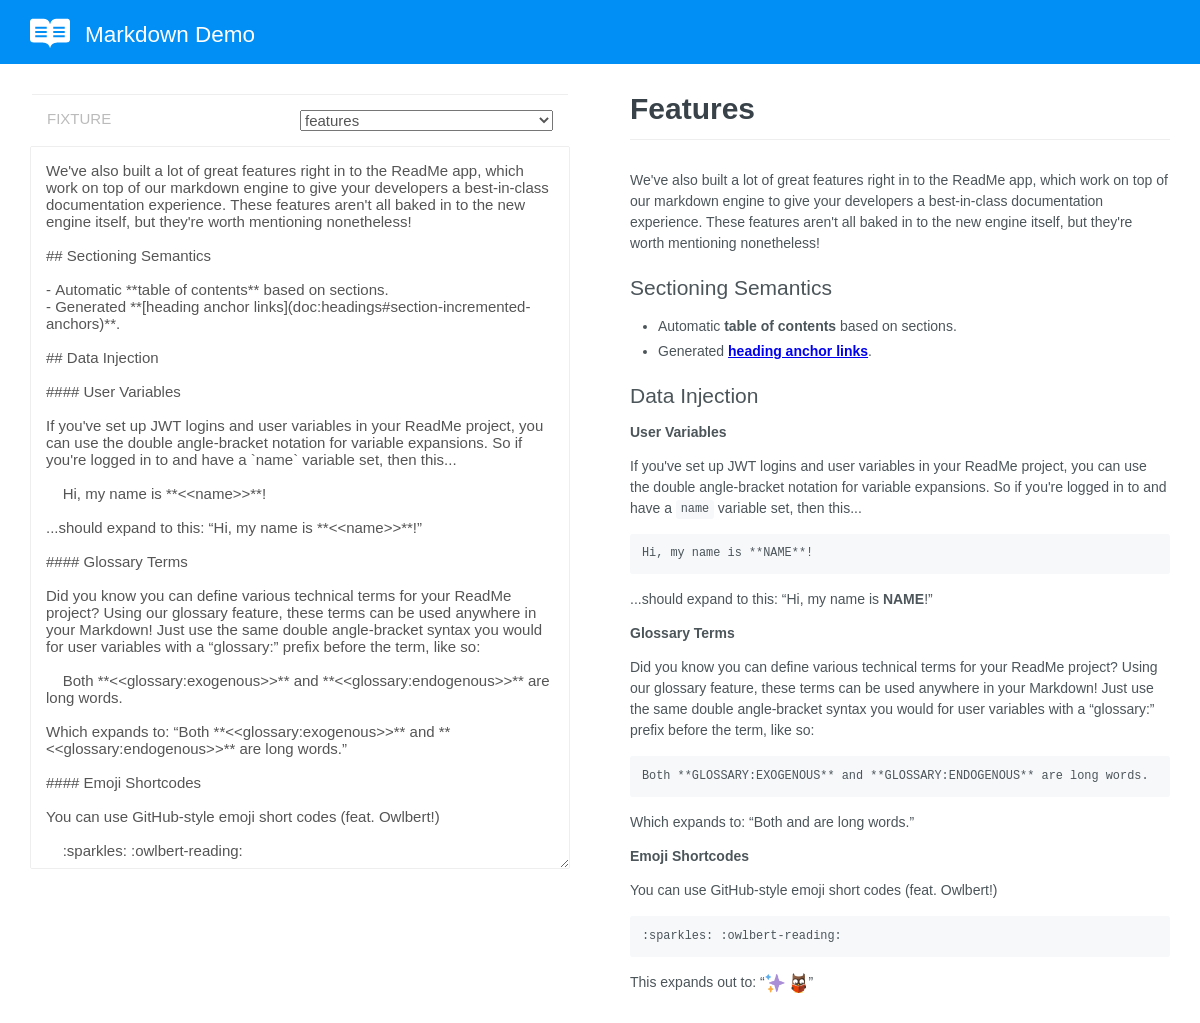 Markdown Demo
FIXTURE
features
We've also built a lot of great features right in to the ReadMe app, which
work on top of our markdown engine to give your developers a best-in-class
documentation experience. These features aren't all baked in to the new
engine itself, but they're worth mentioning nonetheless!
## Sectioning Semantics
- Automatic **table of contents** based on sections.
- Generated **[heading anchor links](doc:headings#section-incremented-
anchors)**.
## Data Injection
#### User Variables
If you've set up JWT logins and user variables in your ReadMe project, you
can use the double angle-bracket notation for variable expansions. So if
you're logged in to and have a `name` variable set, then this...
Hi, my name is **<<name>>**!
...should expand to this: “Hi, my name is **<<name>>**!”
#### Glossary Terms
Did you know you can define various technical terms for your ReadMe
project? Using our glossary feature, these terms can be used anywhere in
your Markdown! Just use the same double angle-bracket syntax you would
for user variables with a “glossary:” prefix before the term, like so:
Both **<<glossary:exogenous>>** and **<<glossary:endogenous>>** are
long words.
Which expands to: “Both **<<glossary:exogenous>>** and **
<<glossary:endogenous>>** are long words.”
#### Emoji Shortcodes
You can use GitHub-style emoji short codes (feat. Owlbert!)
:sparkles: :owlbert-reading:
Features
We've also built a lot of great features right in to the ReadMe app, which work on top of
our markdown engine to give your developers a best-in-class documentation
experience. These features aren't all baked in to the new engine itself, but they're
worth mentioning nonetheless!
Sectioning Semantics
• Automatic table of contents based on sections.
• Generated heading anchor links.
Data Injection
User Variables
If you've set up JWT logins and user variables in your ReadMe project, you can use
the double angle-bracket notation for variable expansions. So if you're logged in to and
have a name variable set, then this...
Hi, my name is **NAME**!
...should expand to this: “Hi, my name is NAME!”
Glossary Terms
Did you know you can define various technical terms for your ReadMe project? Using
our glossary feature, these terms can be used anywhere in your Markdown! Just use
the same double angle-bracket syntax you would for user variables with a “glossary:”
prefix before the term, like so:
Both **GLOSSARY:EXOGENOUS** and **GLOSSARY:ENDOGENOUS** are long words.
Which expands to: “Both and are long words.”
Emoji Shortcodes
You can use GitHub-style emoji short codes (feat. Owlbert!)
:sparkles: :owlbert-reading:
This expands out to: “✨ ”